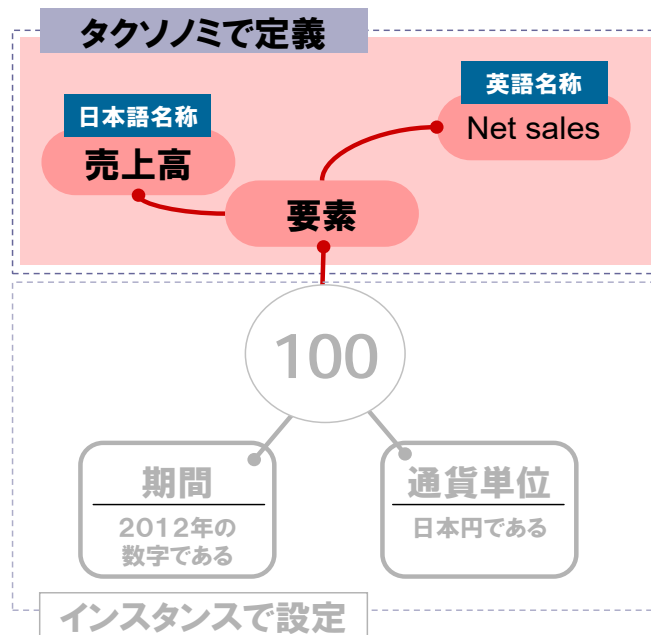 タクソノミで定義
英語名称
Net sales
日本語名称
売上高
要素
100
期間
2012年の
数字である
通貨単位
日本円である
インスタンスで設定